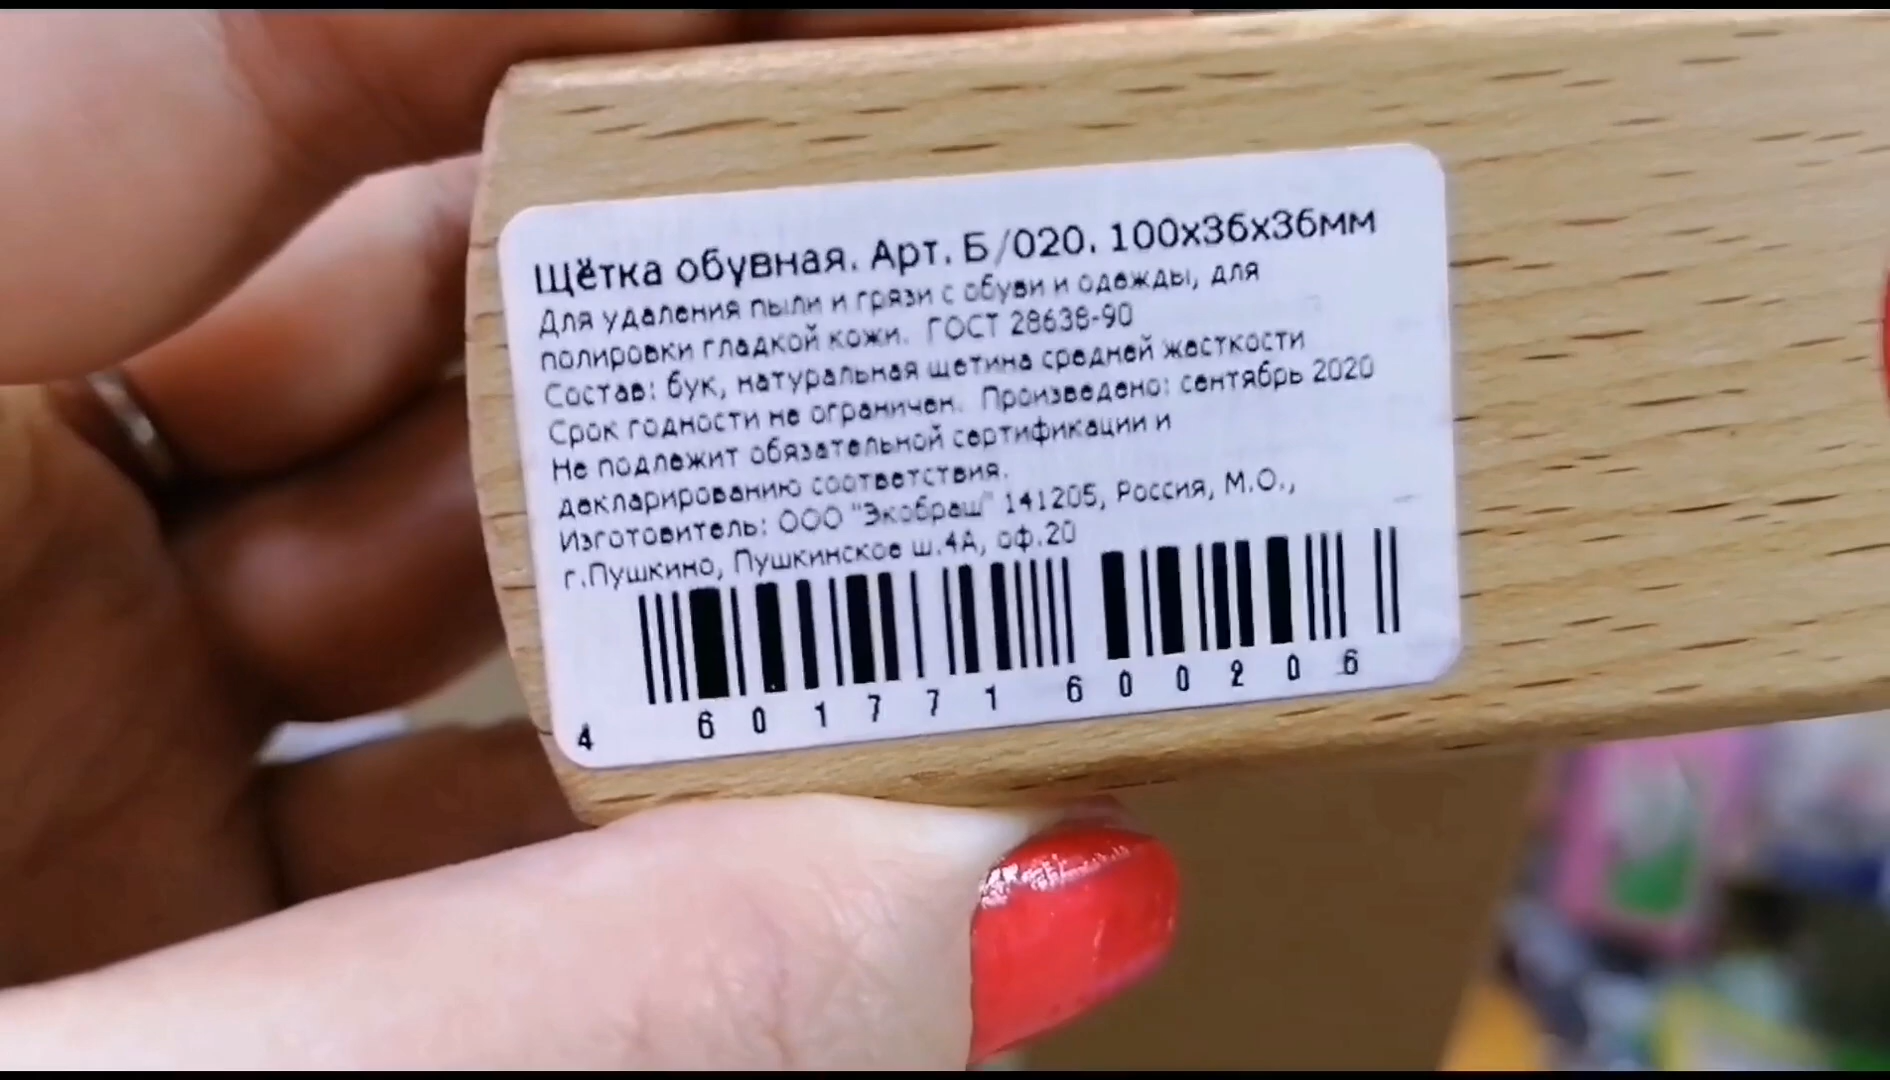 Щётка обувная. Арт. Б/020. 100х36х36мм
Для удаления пыли и грязи с обуви и одежды, для
полировки гладкой кожи. ГОСТ 28638-90
Состав: бук, натуральная щетина средней жесткости
Срок годности не ограничен. Произведено: сентябрь 2020
Не подлежит обязательной сертификации и
декларированию соответствия.
Изготовитель: ООО "Экобраш" 141205, Россия, М.О.,
г.Пушкино, Пушкинское ш.4А, оф.20
4 601771 600206